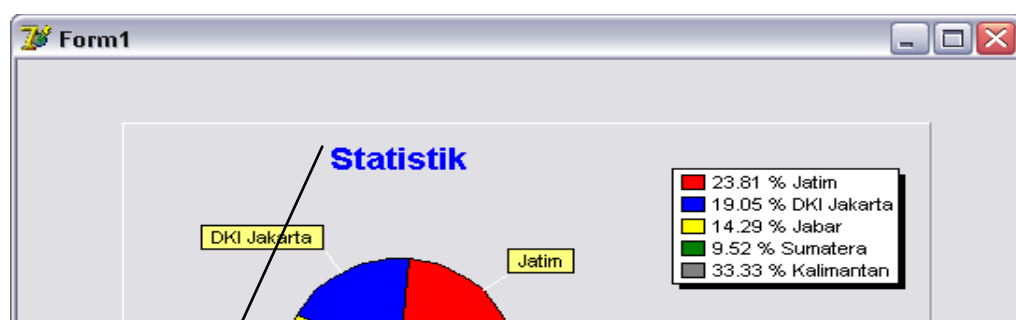 Form1
Statistik
23.81 % Jatim
19.05 % DKI Jakarta
14.29 % Jabar
9.52 % Sumatera
33.33 % Kalimantan
DKI Jakarta
Jatim